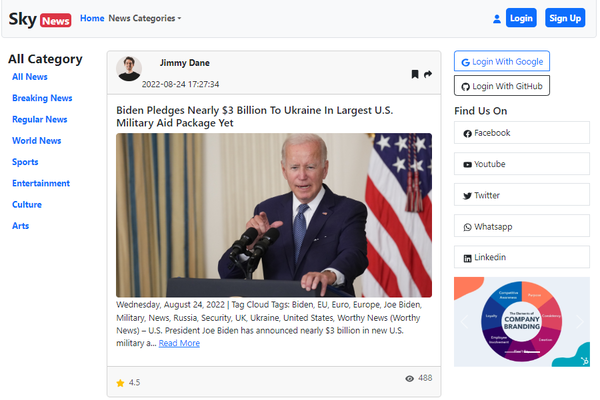 Sky News
Home News Categories
Login
Sign Up
All Category
All News
Breaking News
Regular News
World News
Sports
Entertainment
Culture
Arts
Jimmy Dane
2022-08-24 17:27:34
Biden Pledges Nearly $3 Billion To Ukraine In Largest U.S.
Military Aid Package Yet
Wednesday, August 24, 2022 | Tag Cloud Tags: Biden, EU, Euro, Europe, Joe Biden,
Military, News, Russia, Security, UK, Ukraine, United States, Worthy News (Worthy
News) – U.S. President Joe Biden has announced nearly $3 billion in new U.S.
military a... Read More
4.5
488
Login With Google
Login With GitHub
Find Us On
Facebook
Youtube
Twitter
Whatsapp
Linkedin
Competitive
Awareness
Loyalty
The Elements of
COMPANY
BRANDING
Employee
Involvement
Creative